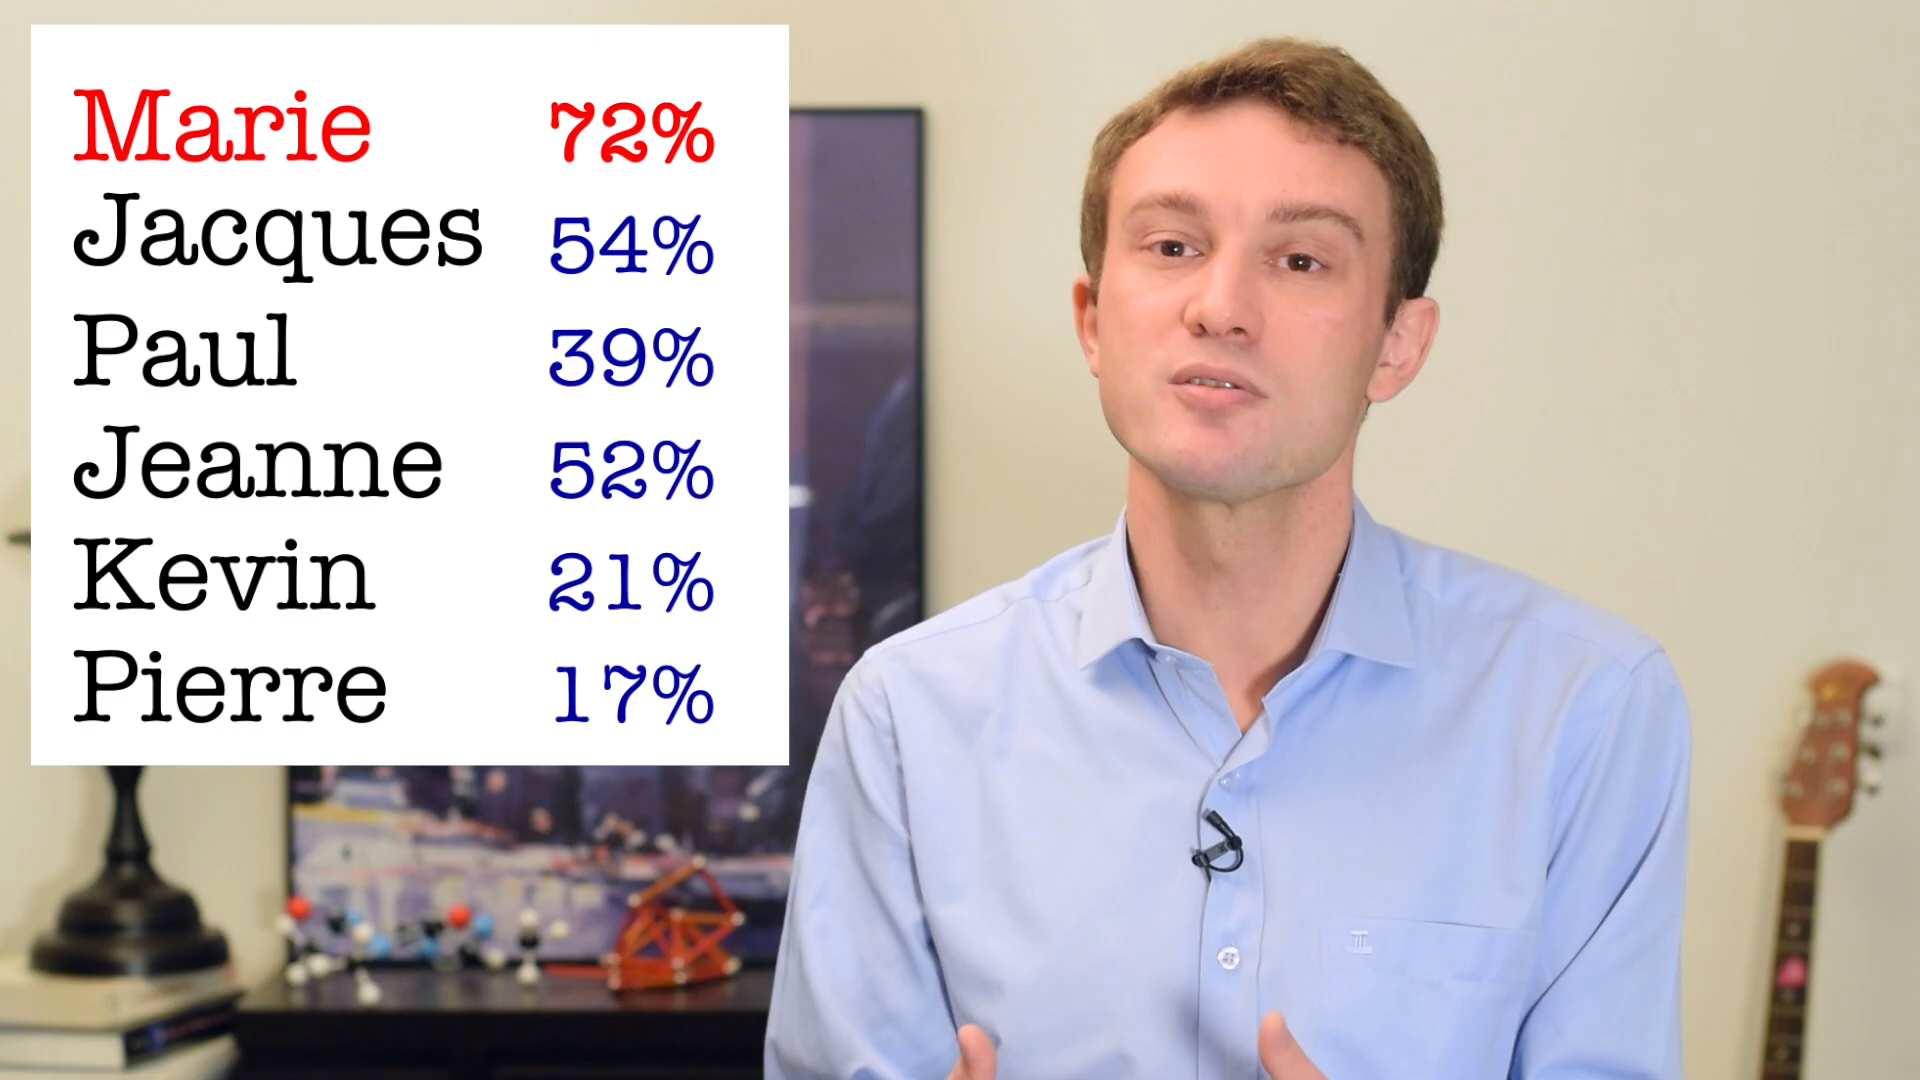 Marie 72%
Jacques 54%
Paul 39%
Jeanne 52%
Kevin 21%
Pierre 17%